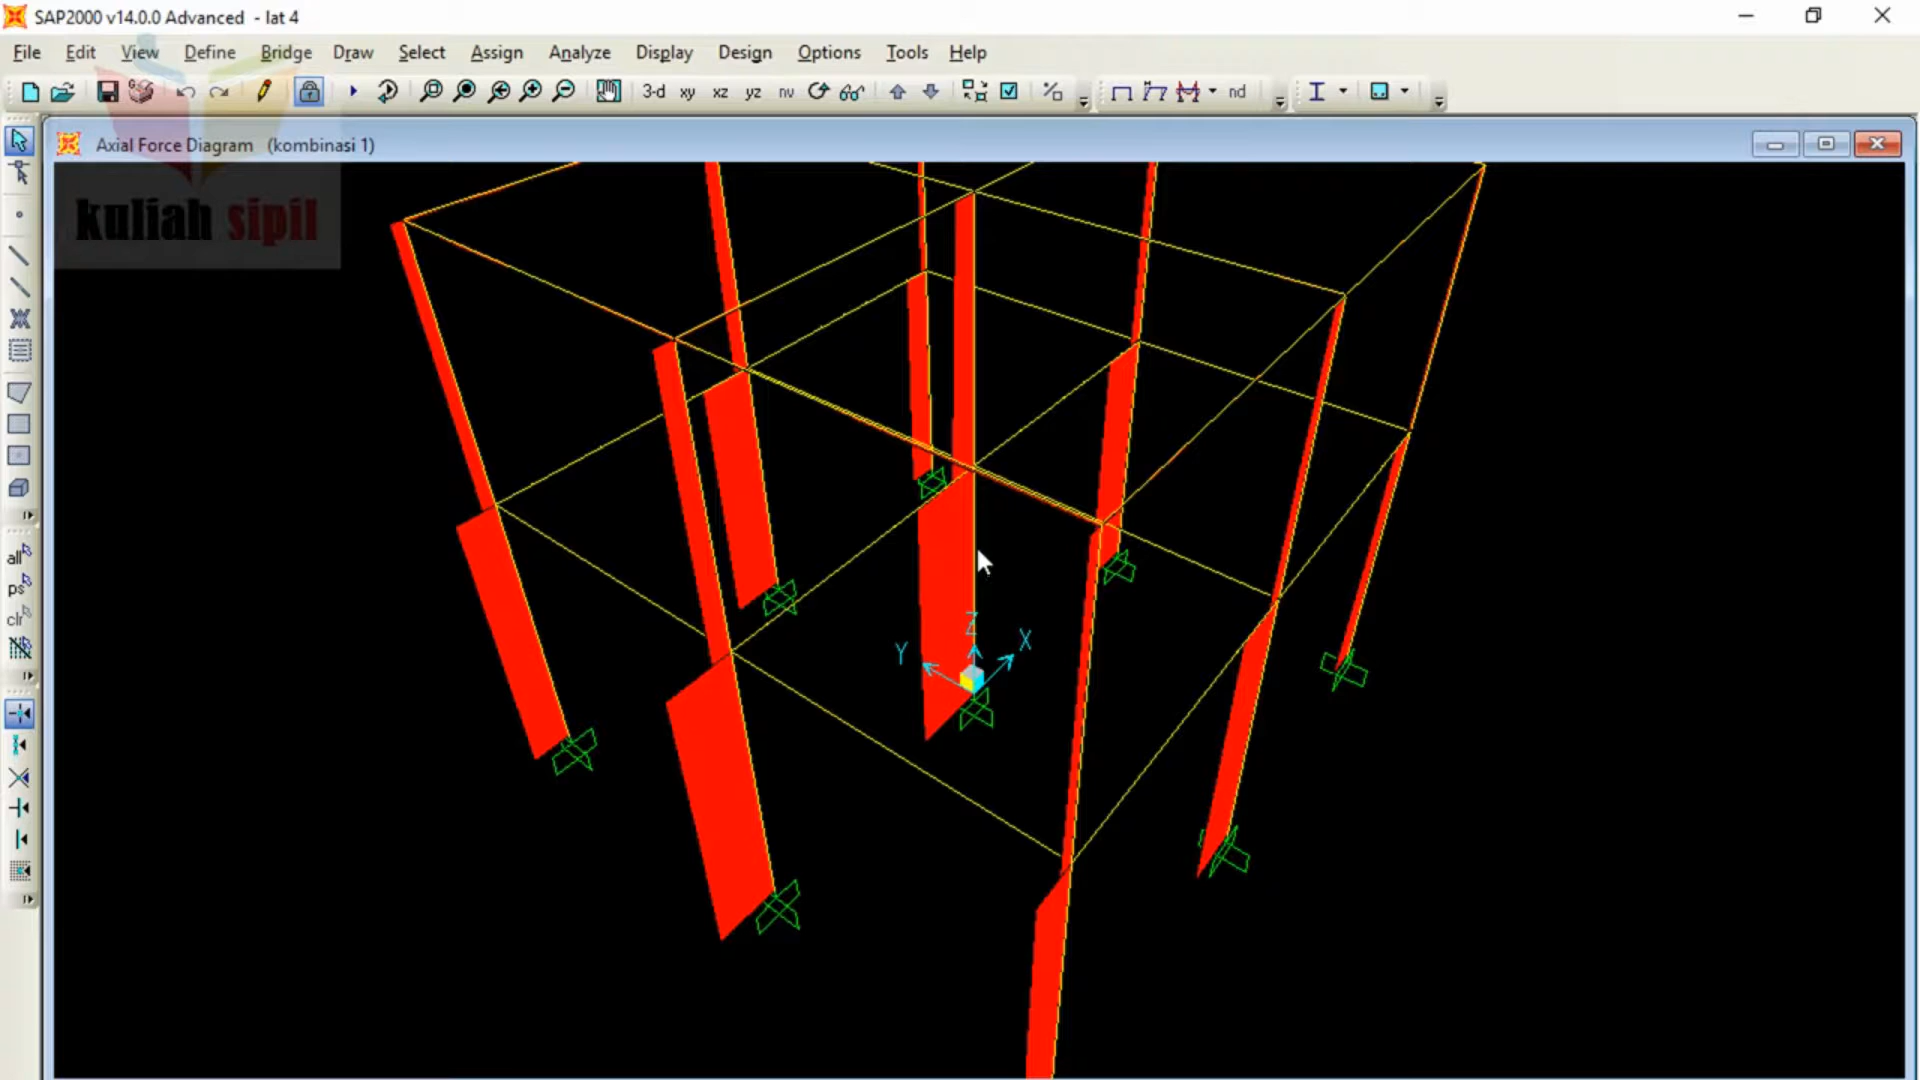 SAP2000 v14.0.0 Advanced - lat 4
File Edit View Define Bridge Draw Select Assign Analyze Display Design Options Tools Help
3-d xy xz yz nv nd
Axial Force Diagram (kombinasi 1)
kuliah sipil
all
ps
clr
Z
Y X